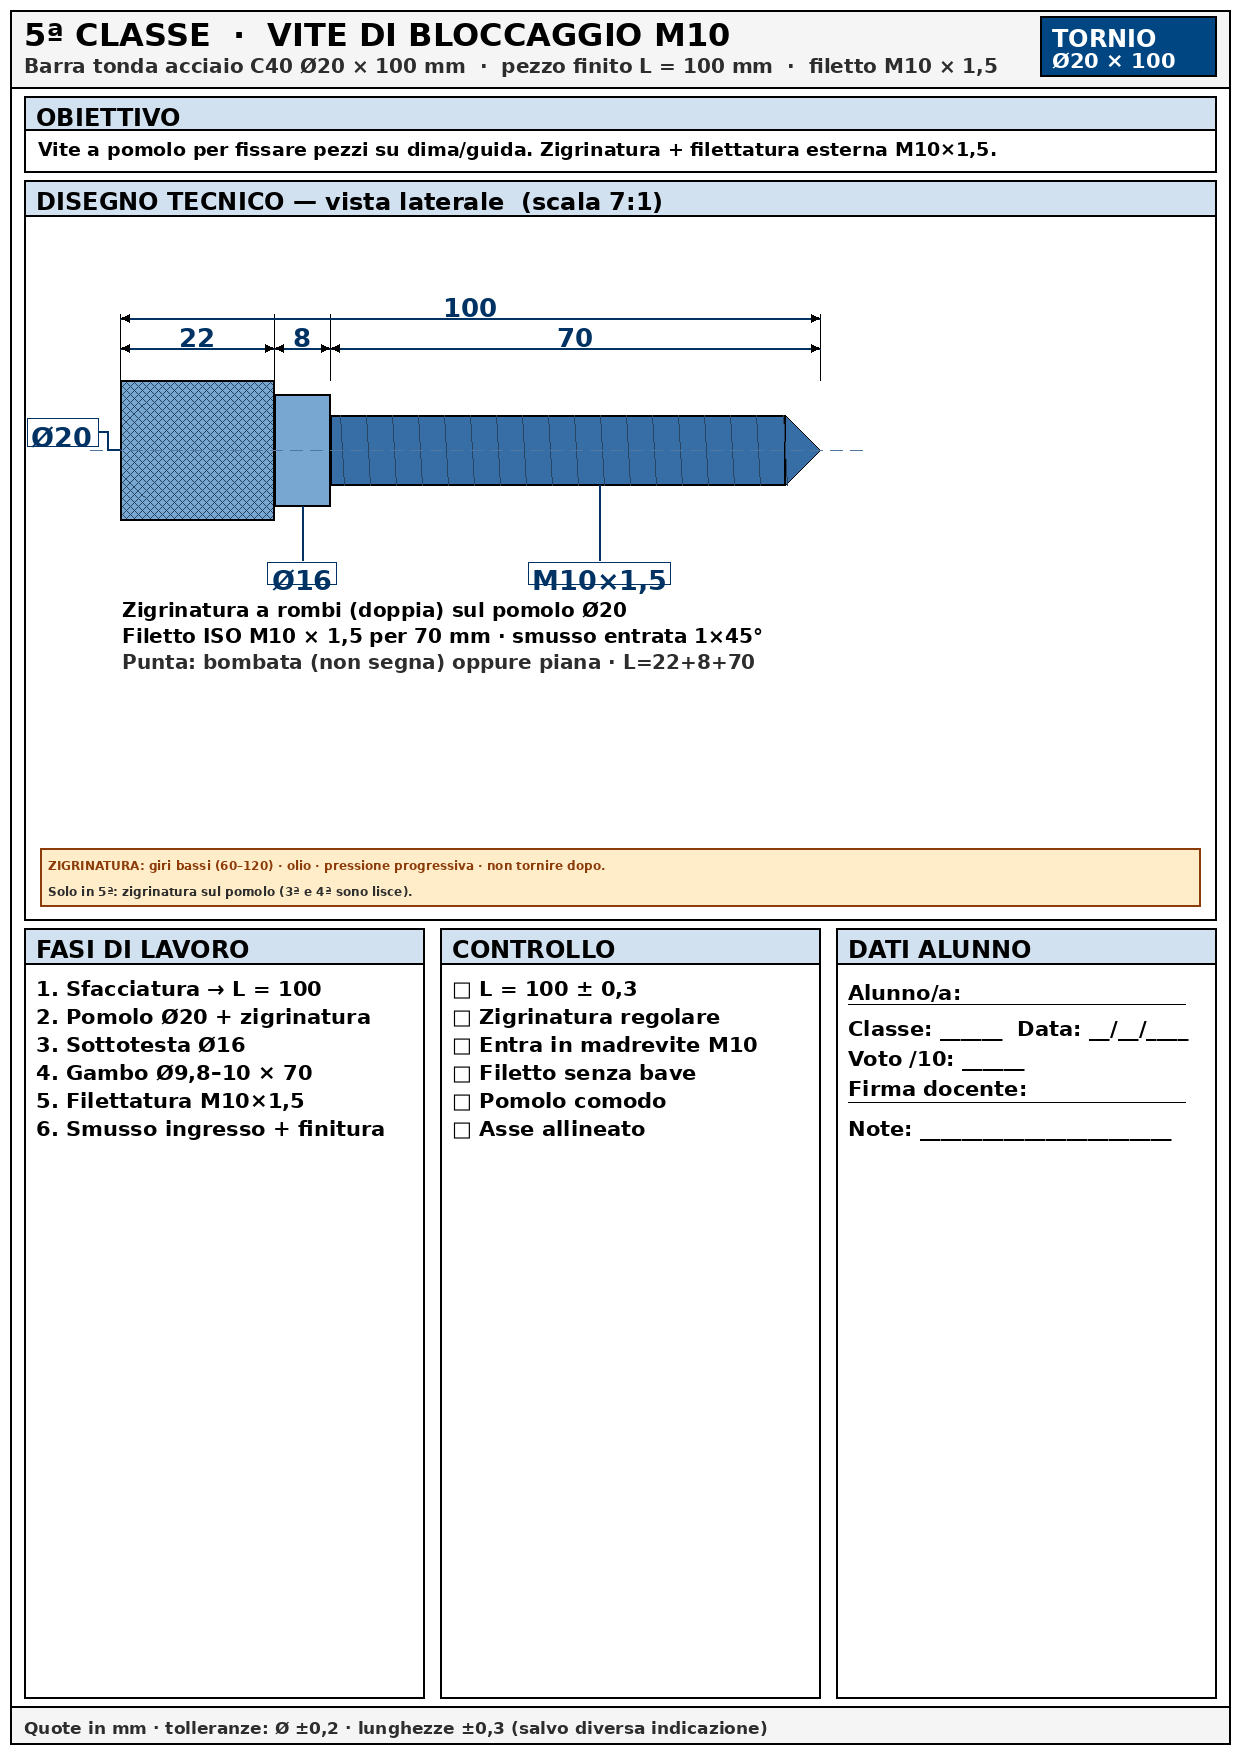 5ª CLASSE · VITE DI BLOCCAGGIO M10
Barra tonda acciaio C40 Ø20 × 100 mm · pezzo finito L = 100 mm · filetto M10 × 1,5
TORNIO
Ø20 × 100
OBIETTIVO
Vite a pomolo per fissare pezzi su dima/guida. Zigrinatura + filettatura esterna M10×1,5.
DISEGNO TECNICO — vista laterale (scala 7:1)
100
22 8 70
Ø20
Ø16 M10×1,5
Zigrinatura a rombi (doppia) sul pomolo Ø20
Filetto ISO M10 × 1,5 per 70 mm · smusso entrata 1×45°
Punta: bombata (non segna) oppure piana · L=22+8+70
ZIGRINATURA: giri bassi (60–120) · olio · pressione progressiva · non tornire dopo.
Solo in 5ª: zigrinatura sul pomolo (3ª e 4ª sono lisce).
FASI DI LAVORO
1. Sfacciatura → L = 100
2. Pomolo Ø20 + zigrinatura
3. Sottotesta Ø16
4. Gambo Ø9,8–10 × 70
5. Filettatura M10×1,5
6. Smusso ingresso + finitura
CONTROLLO
□ L = 100 ± 0,3
□ Zigrinatura regolare
□ Entra in madrevite M10
□ Filetto senza bave
□ Pomolo comodo
□ Asse allineato
DATI ALUNNO
Alunno/a:
Classe: ______ Data: __/__/____
Voto /10: ______
Firma docente:
Note: ________________________
Quote in mm · tolleranze: Ø ±0,2 · lunghezze ±0,3 (salvo diversa indicazione)